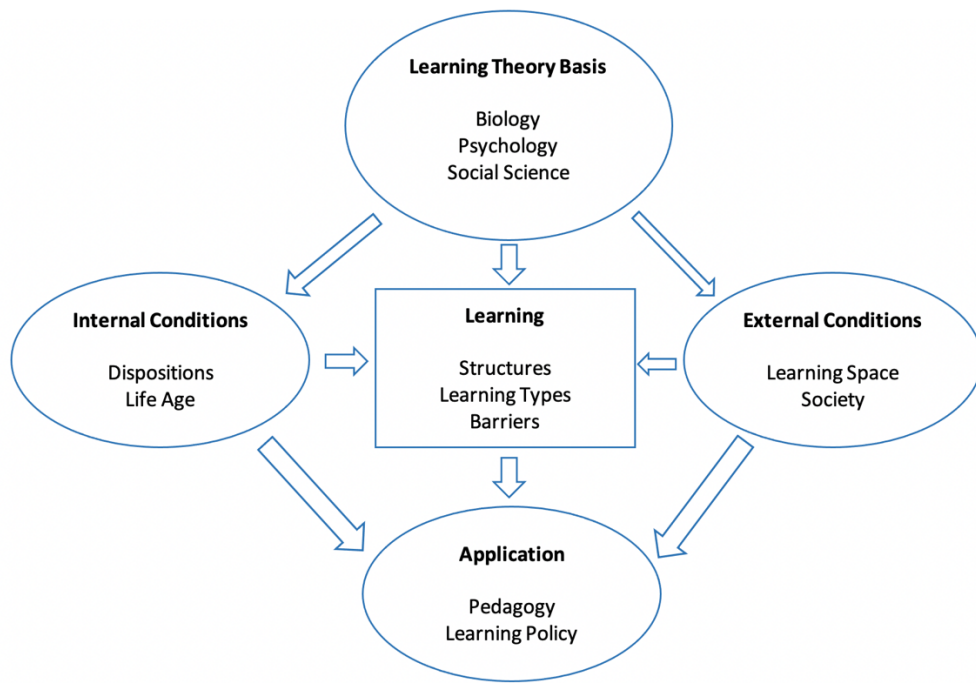 Learning Theory Basis
Biology
Psychology
Social Science
Internal Conditions
Dispositions
Life Age
Learning
Structures
Learning Types
Barriers
External Conditions
Learning Space
Society
Application
Pedagogy
Learning Policy